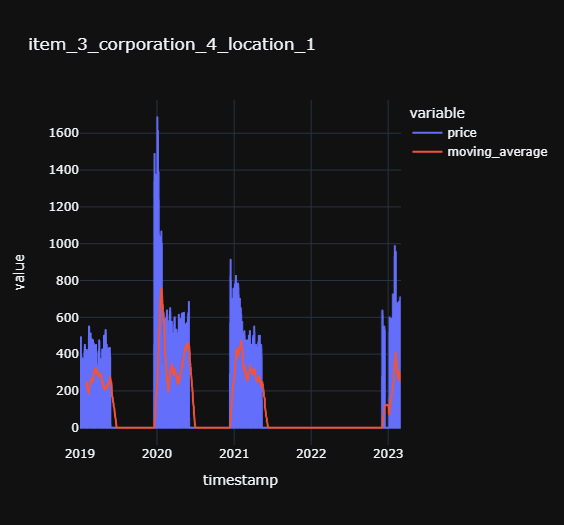 item_3_corporation_4_location_1
variable
price
moving_average
1600
1400
1200
1000
800
600
400
200
0
value
2019 2020 2021 2022 2023
timestamp